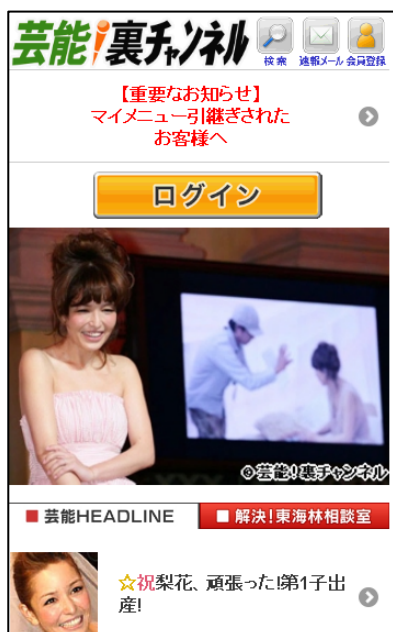 芸能!裏チャンネル
検索 速報メール 会員登録
【重要なお知らせ】
マイメニュー引継ぎされた
お客様へ
ログイン
©芸能!裏チャンネル
■ 芸能HEADLINE
■ 解決!東海林相談室
☆祝梨花、頑張った!第1子出
産!